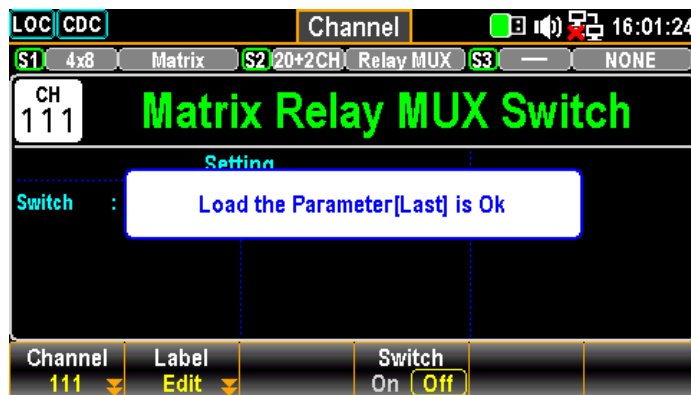 LOC CDC Channel 16:01:24
S1 4x8 Matrix S2 20+2CH Relay MUX S3 — NONE
CH
111 Matrix Relay MUX Switch
Setting
Switch :
Load the Parameter[Last] is Ok
Channel Label Switch
111 Edit On Off